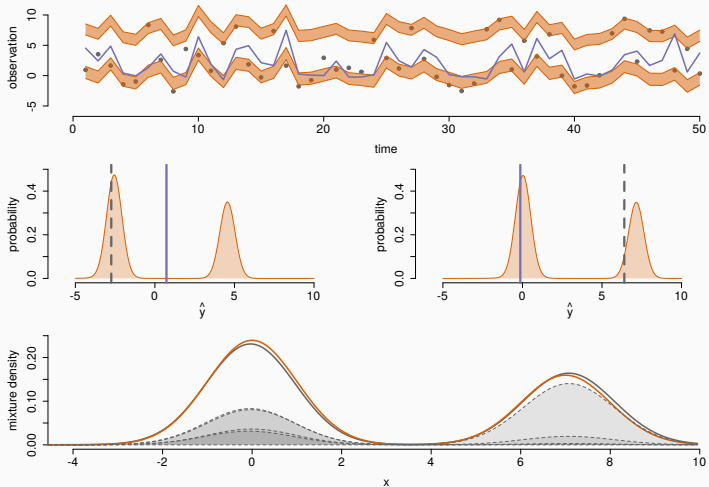 observation
-5 0 5 10
0 10 20 30 40 50
time
probability
0.0 0.2 0.4
-5 0 5 10
ŷ
probability
0.0 0.2 0.4
-5 0 5 10
ŷ
mixture density
0.00 0.10 0.20
-4 -2 0 2 4 6 8 10
x